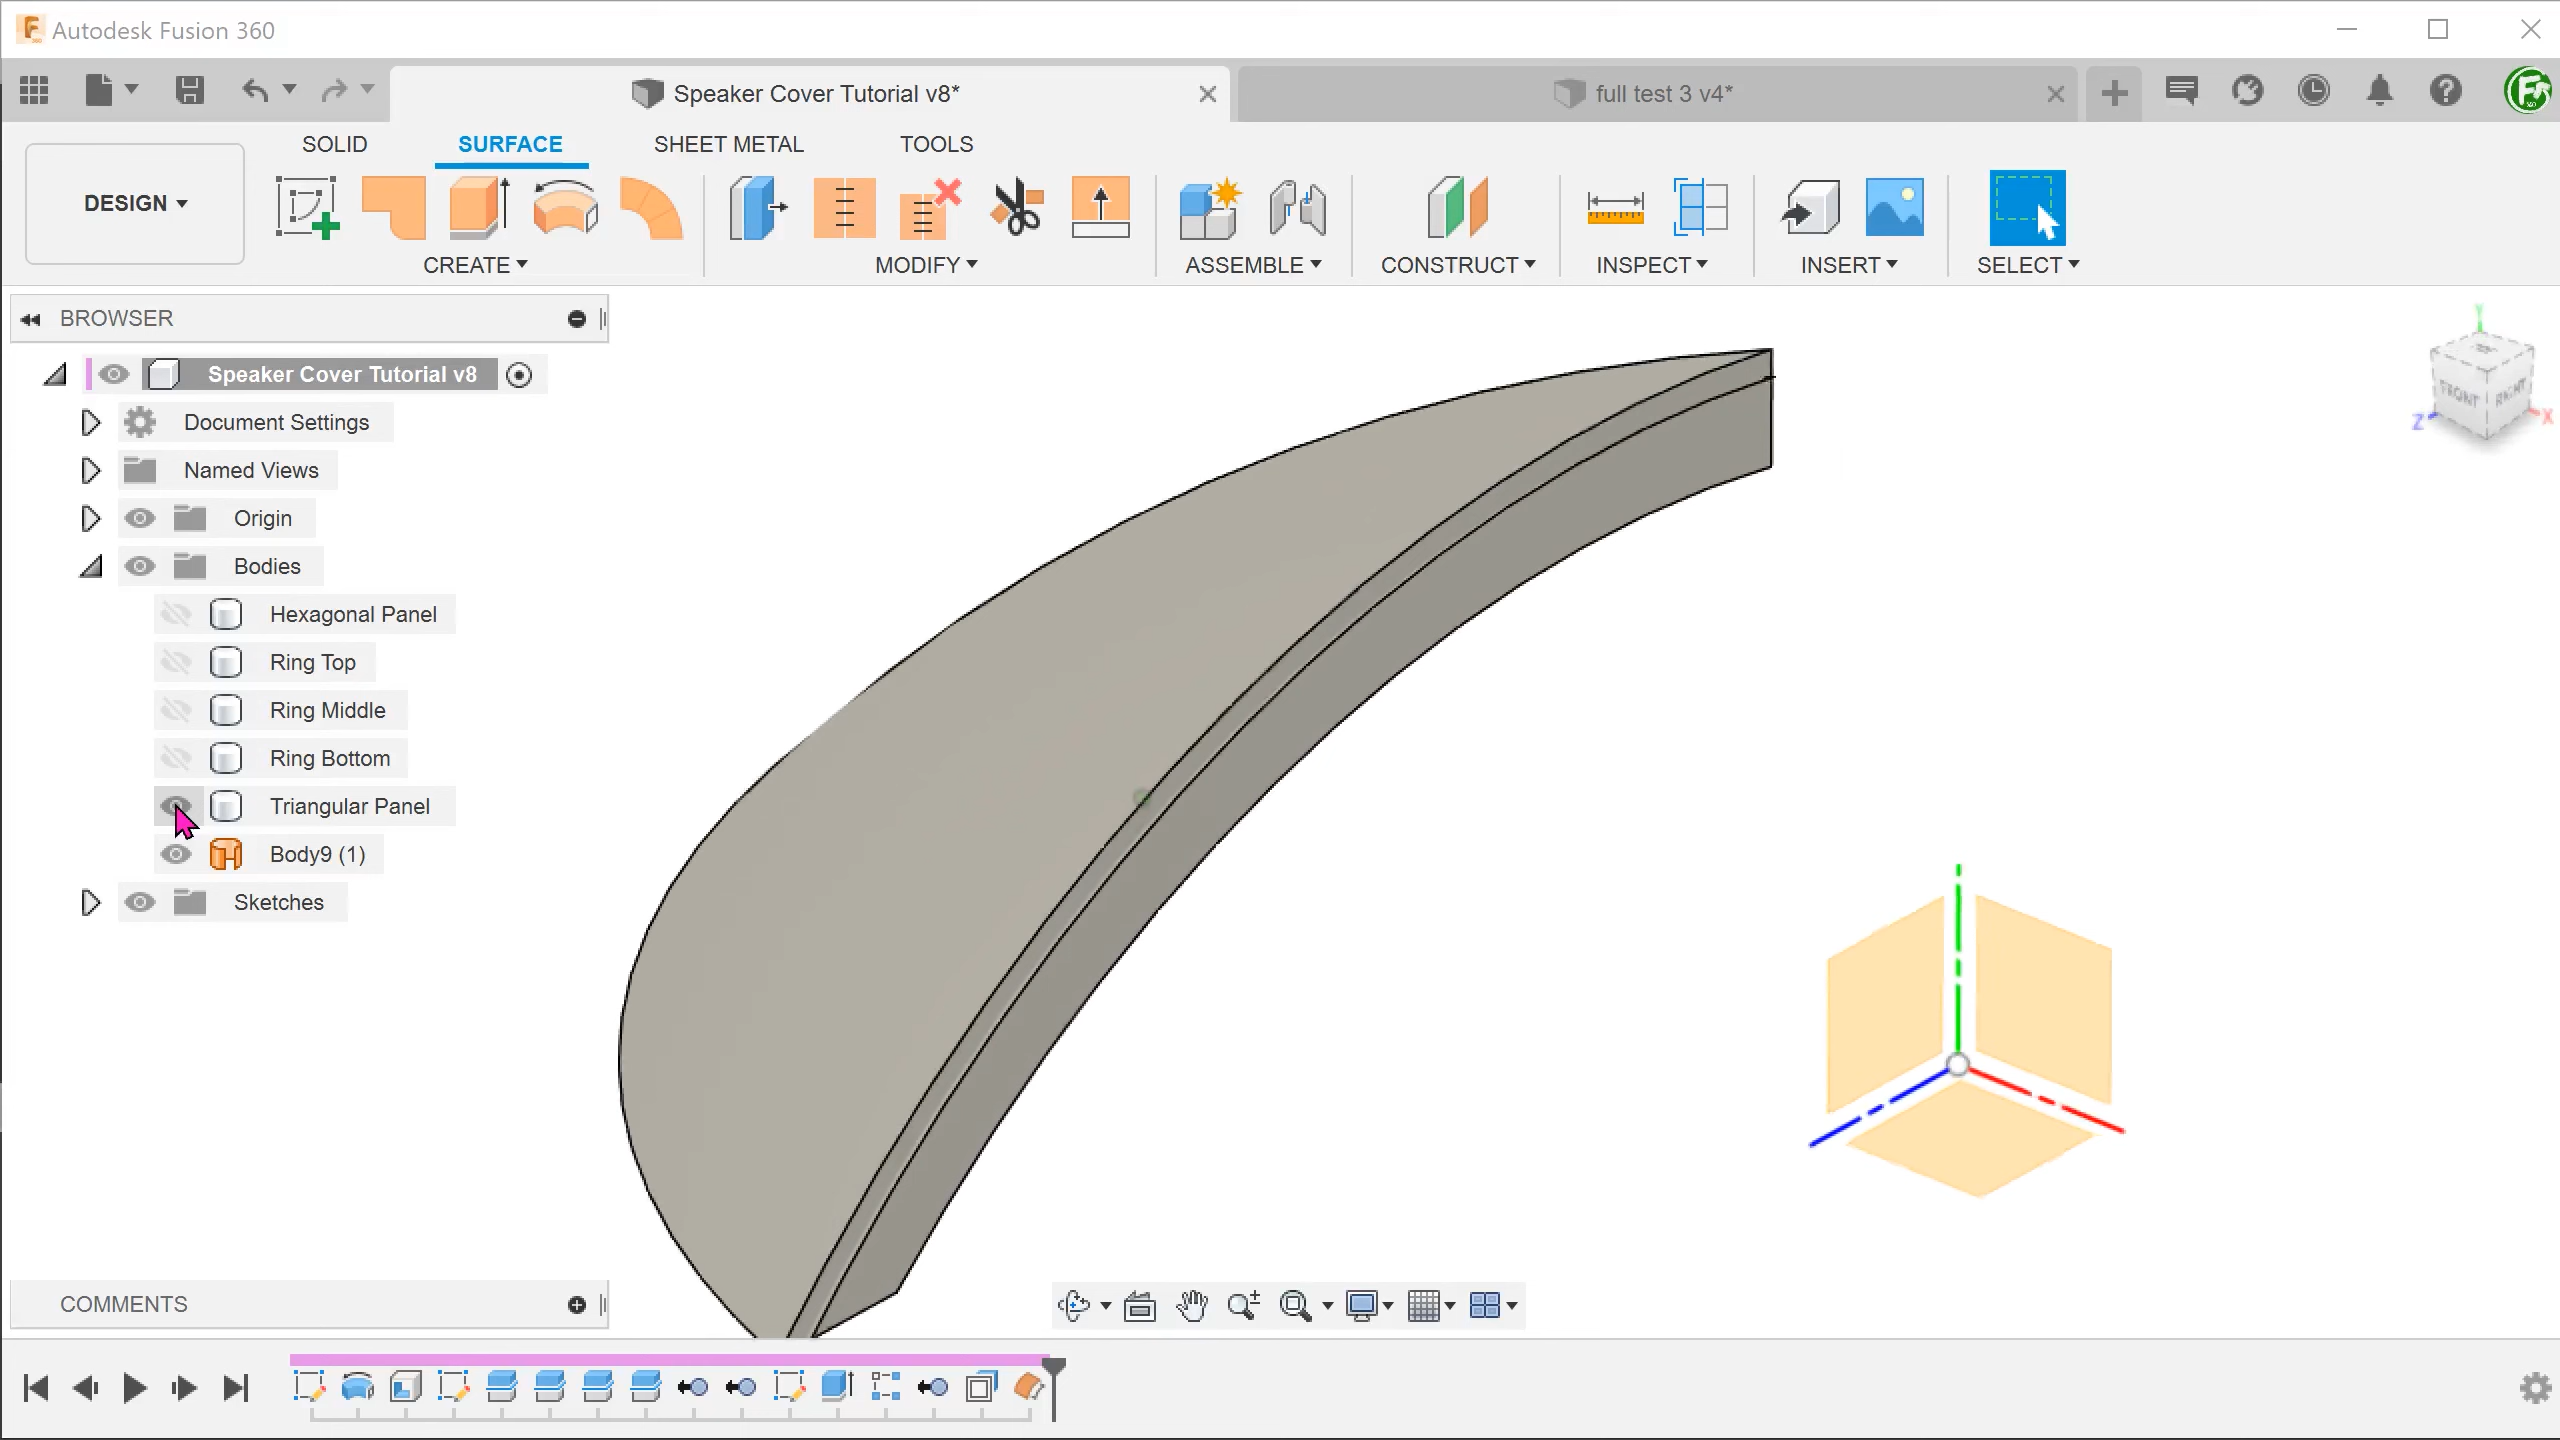 Autodesk Fusion 360
Speaker Cover Tutorial v8*
full test 3 v4*
SOLID
SURFACE
SHEET METAL
TOOLS
DESIGN
CREATE
MODIFY
ASSEMBLE
CONSTRUCT
INSPECT
INSERT
SELECT
BROWSER
Speaker Cover Tutorial v8
Document Settings
Named Views
Origin
Bodies
Hexagonal Panel
Ring Top
Ring Middle
Ring Bottom
Triangular Panel
Body9 (1)
Sketches
Y
FRONT
RIGHT
Z
X
COMMENTS